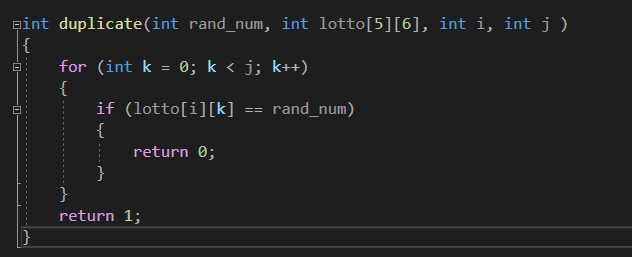 int duplicate(int rand_num, int lotto[5][6], int i, int j )
{
for (int k = 0; k < j; k++)
{
if (lotto[i][k] == rand_num)
{
return 0;
}
}
return 1;
}